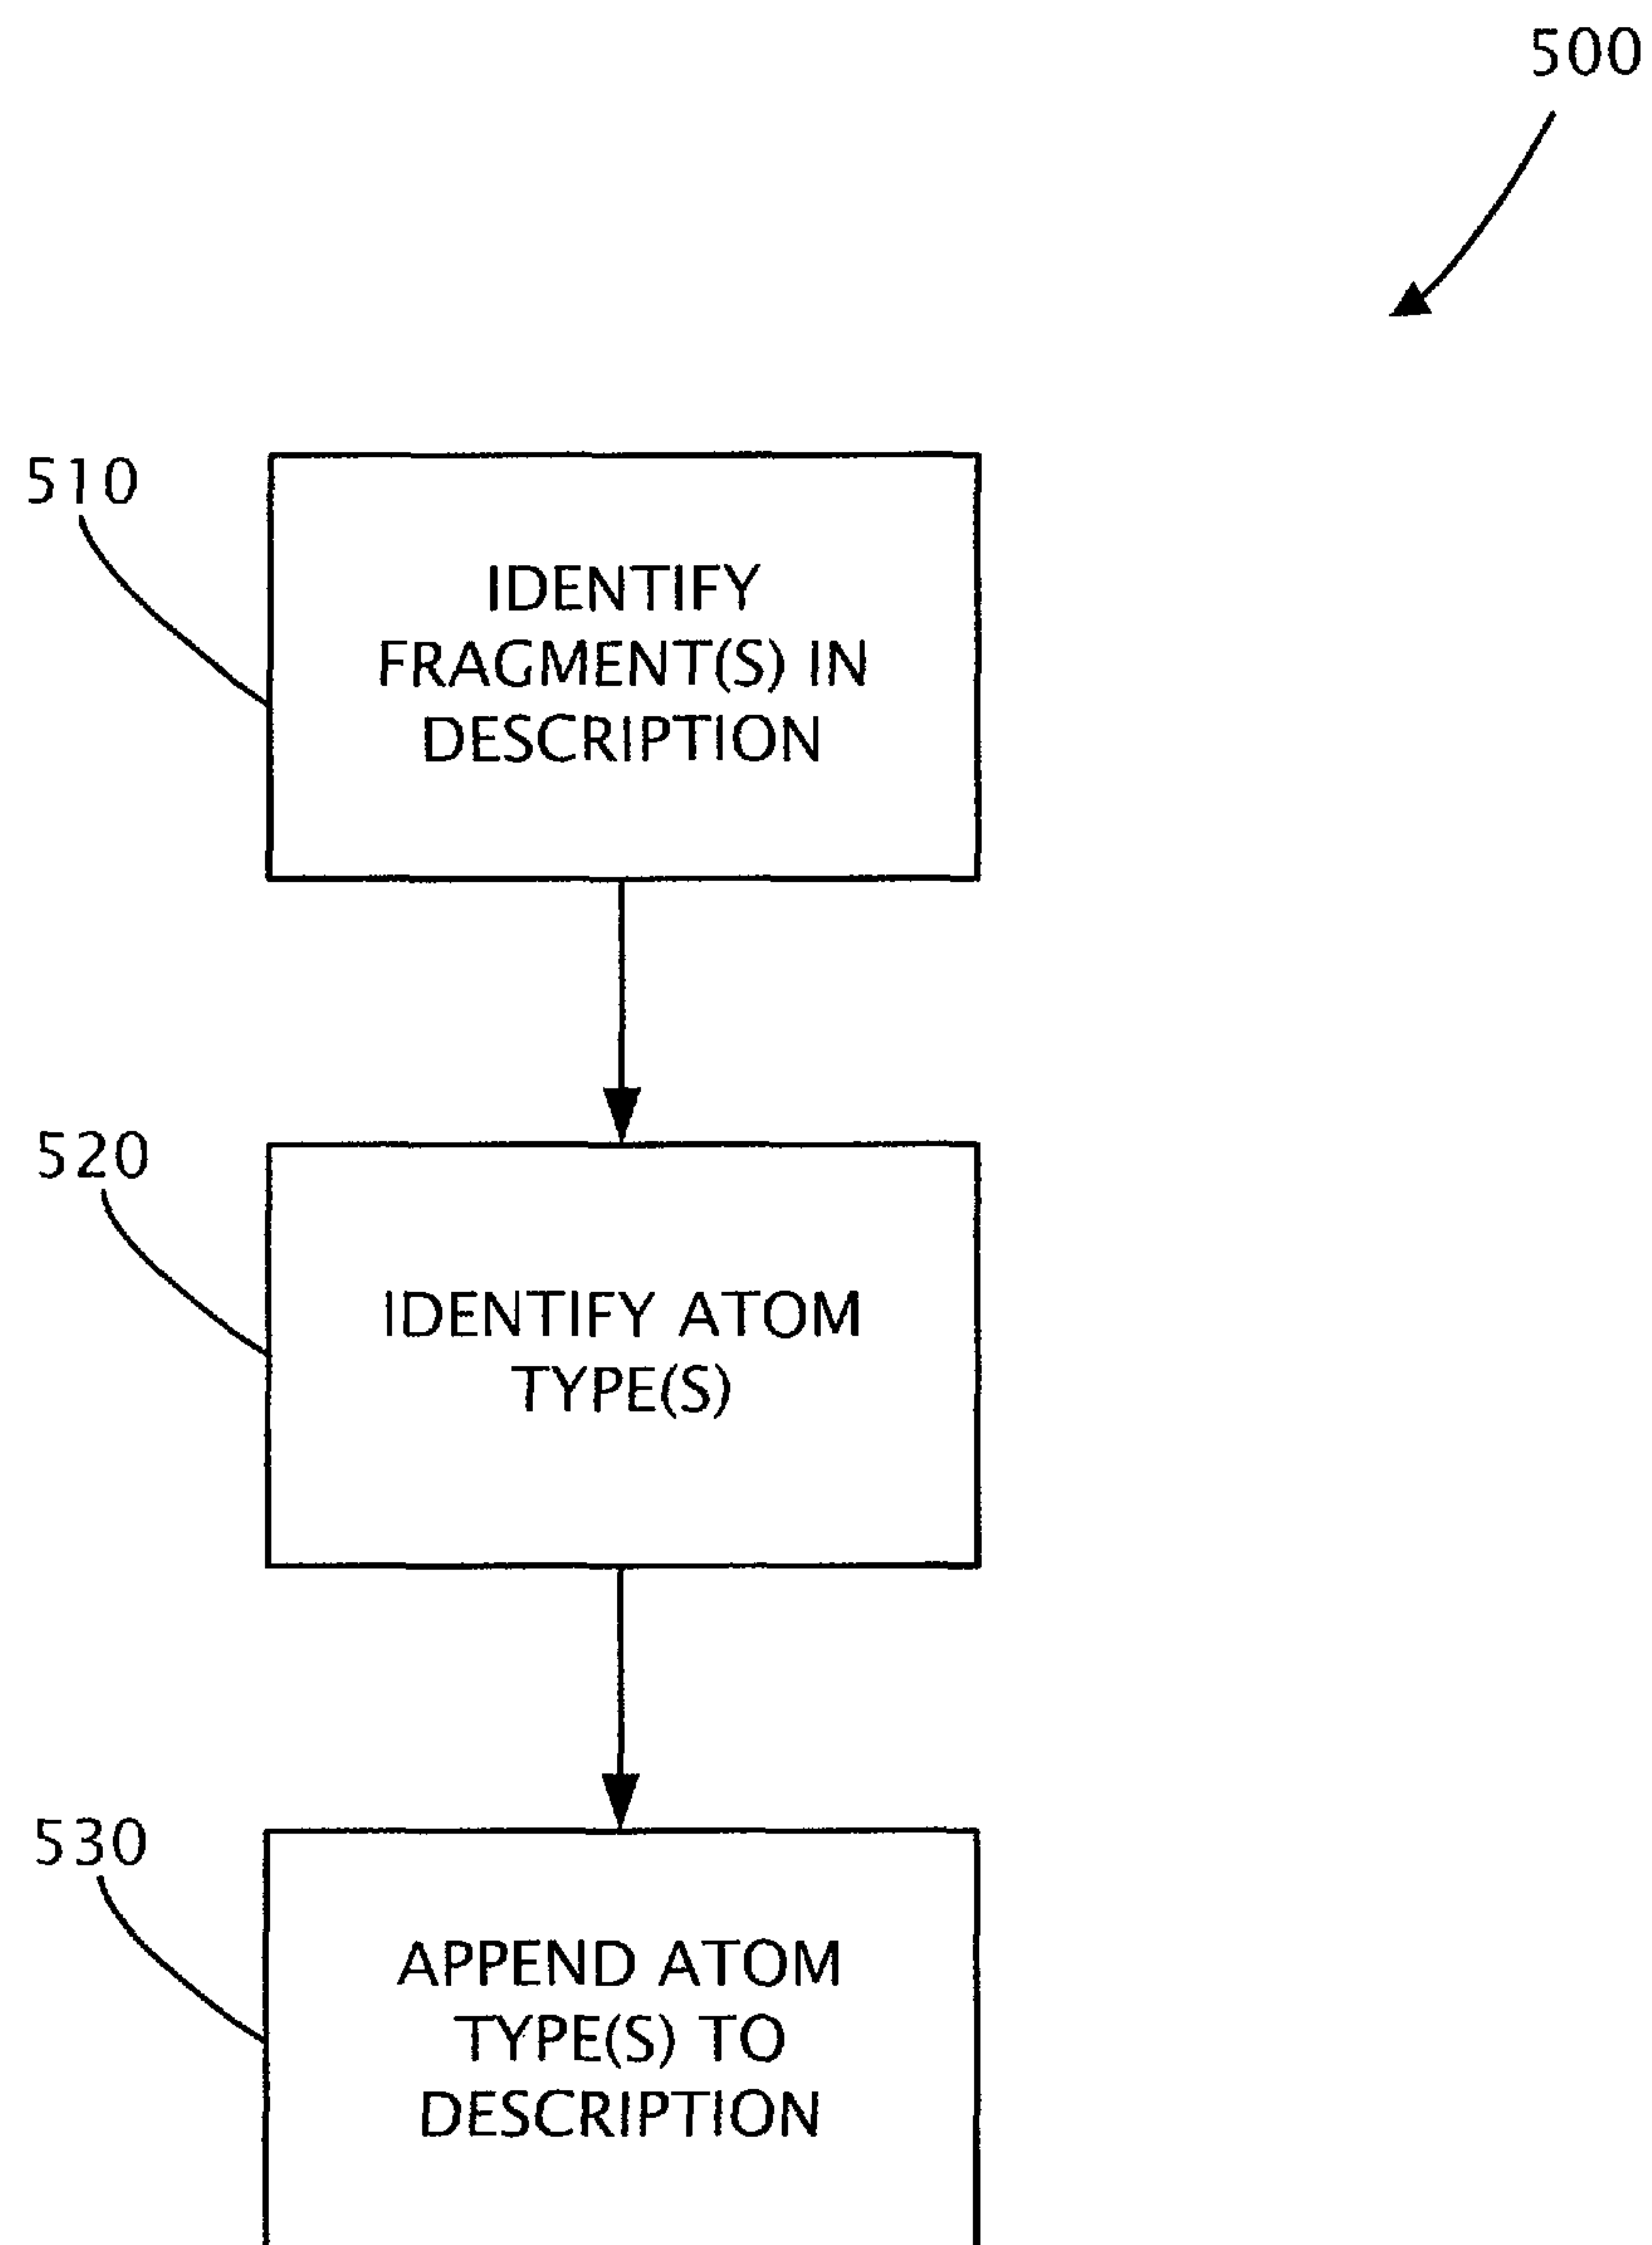 500
510
IDENTIFY
FRAGMENT(S) IN
DESCRIPTION
520
IDENTIFY ATOM
TYPE(S)
530
APPEND ATOM
TYPE(S) TO
DESCRIPTION